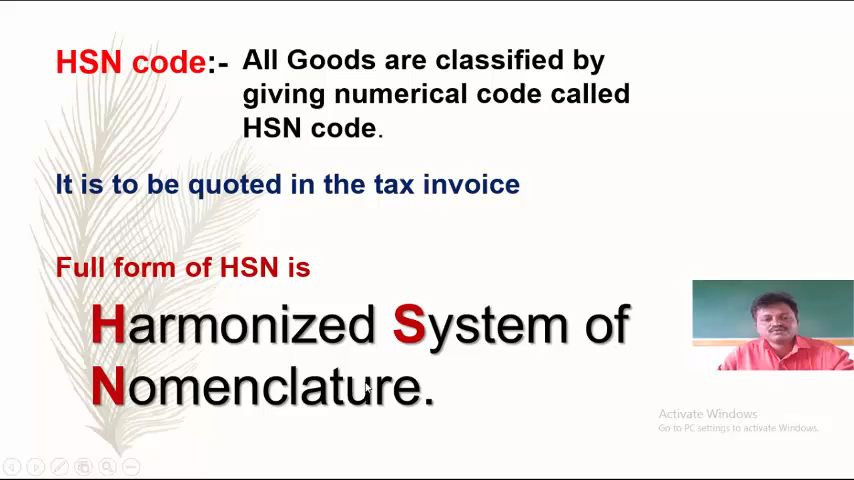 HSN code:- All Goods are classified by
giving numerical code called
HSN code.
It is to be quoted in the tax invoice
Full form of HSN is
Harmonized System of
Nomenclature.
Activate Windows
Go to PC settings to activate Windows.